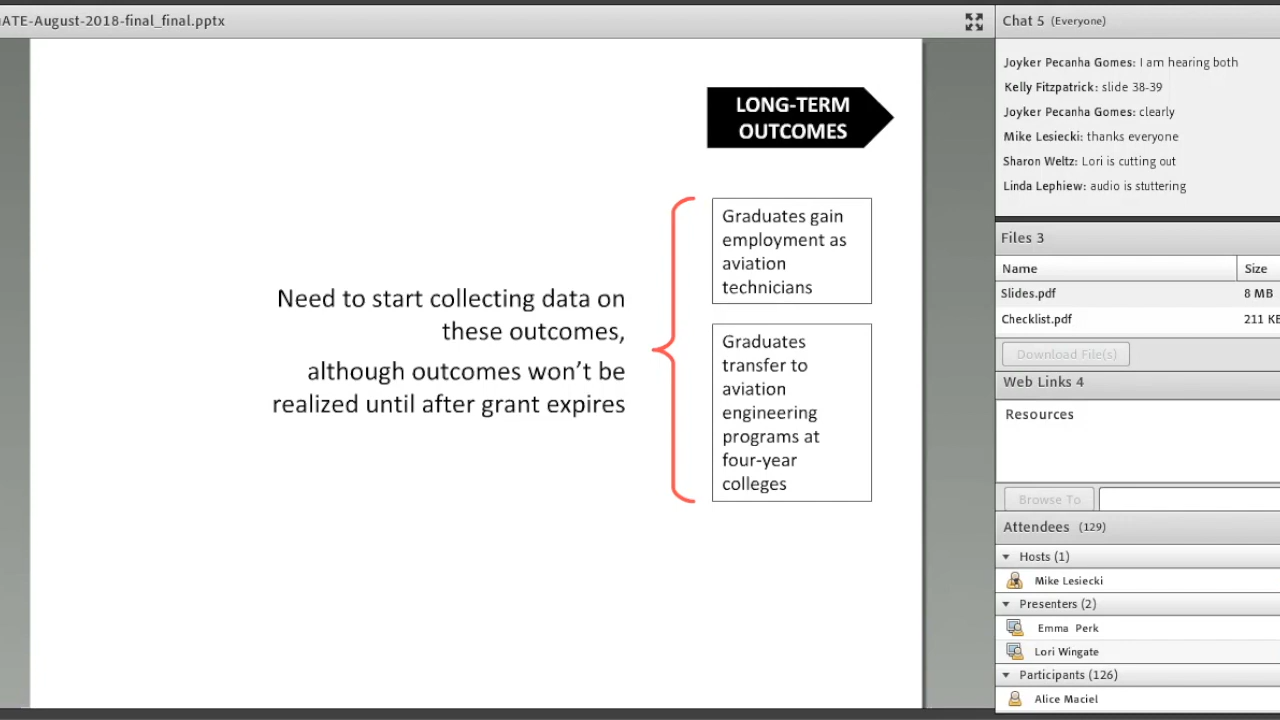 ATE-August-2018-final_final.pptx
LONG-TERM
OUTCOMES
Need to start collecting data on
these outcomes,
although outcomes won’t be
realized until after grant expires
Graduates gain
employment as
aviation
technicians
Graduates
transfer to
aviation
engineering
programs at
four-year
colleges
Chat 5 (Everyone)
Joyker Pecanha Gomes: I am hearing both
Kelly Fitzpatrick: slide 38-39
Joyker Pecanha Gomes: clearly
Mike Lesiecki: thanks everyone
Sharon Weltz: Lori is cutting out
Linda Lephiew: audio is stuttering
Files 3
Name Size
Slides.pdf 8 MB
Checklist.pdf 211 KB
Download File(s)
Web Links 4
Resources
Browse To
Attendees (129)
Hosts (1)
Mike Lesiecki
Presenters (2)
Emma Perk
Lori Wingate
Participants (126)
Alice Maciel